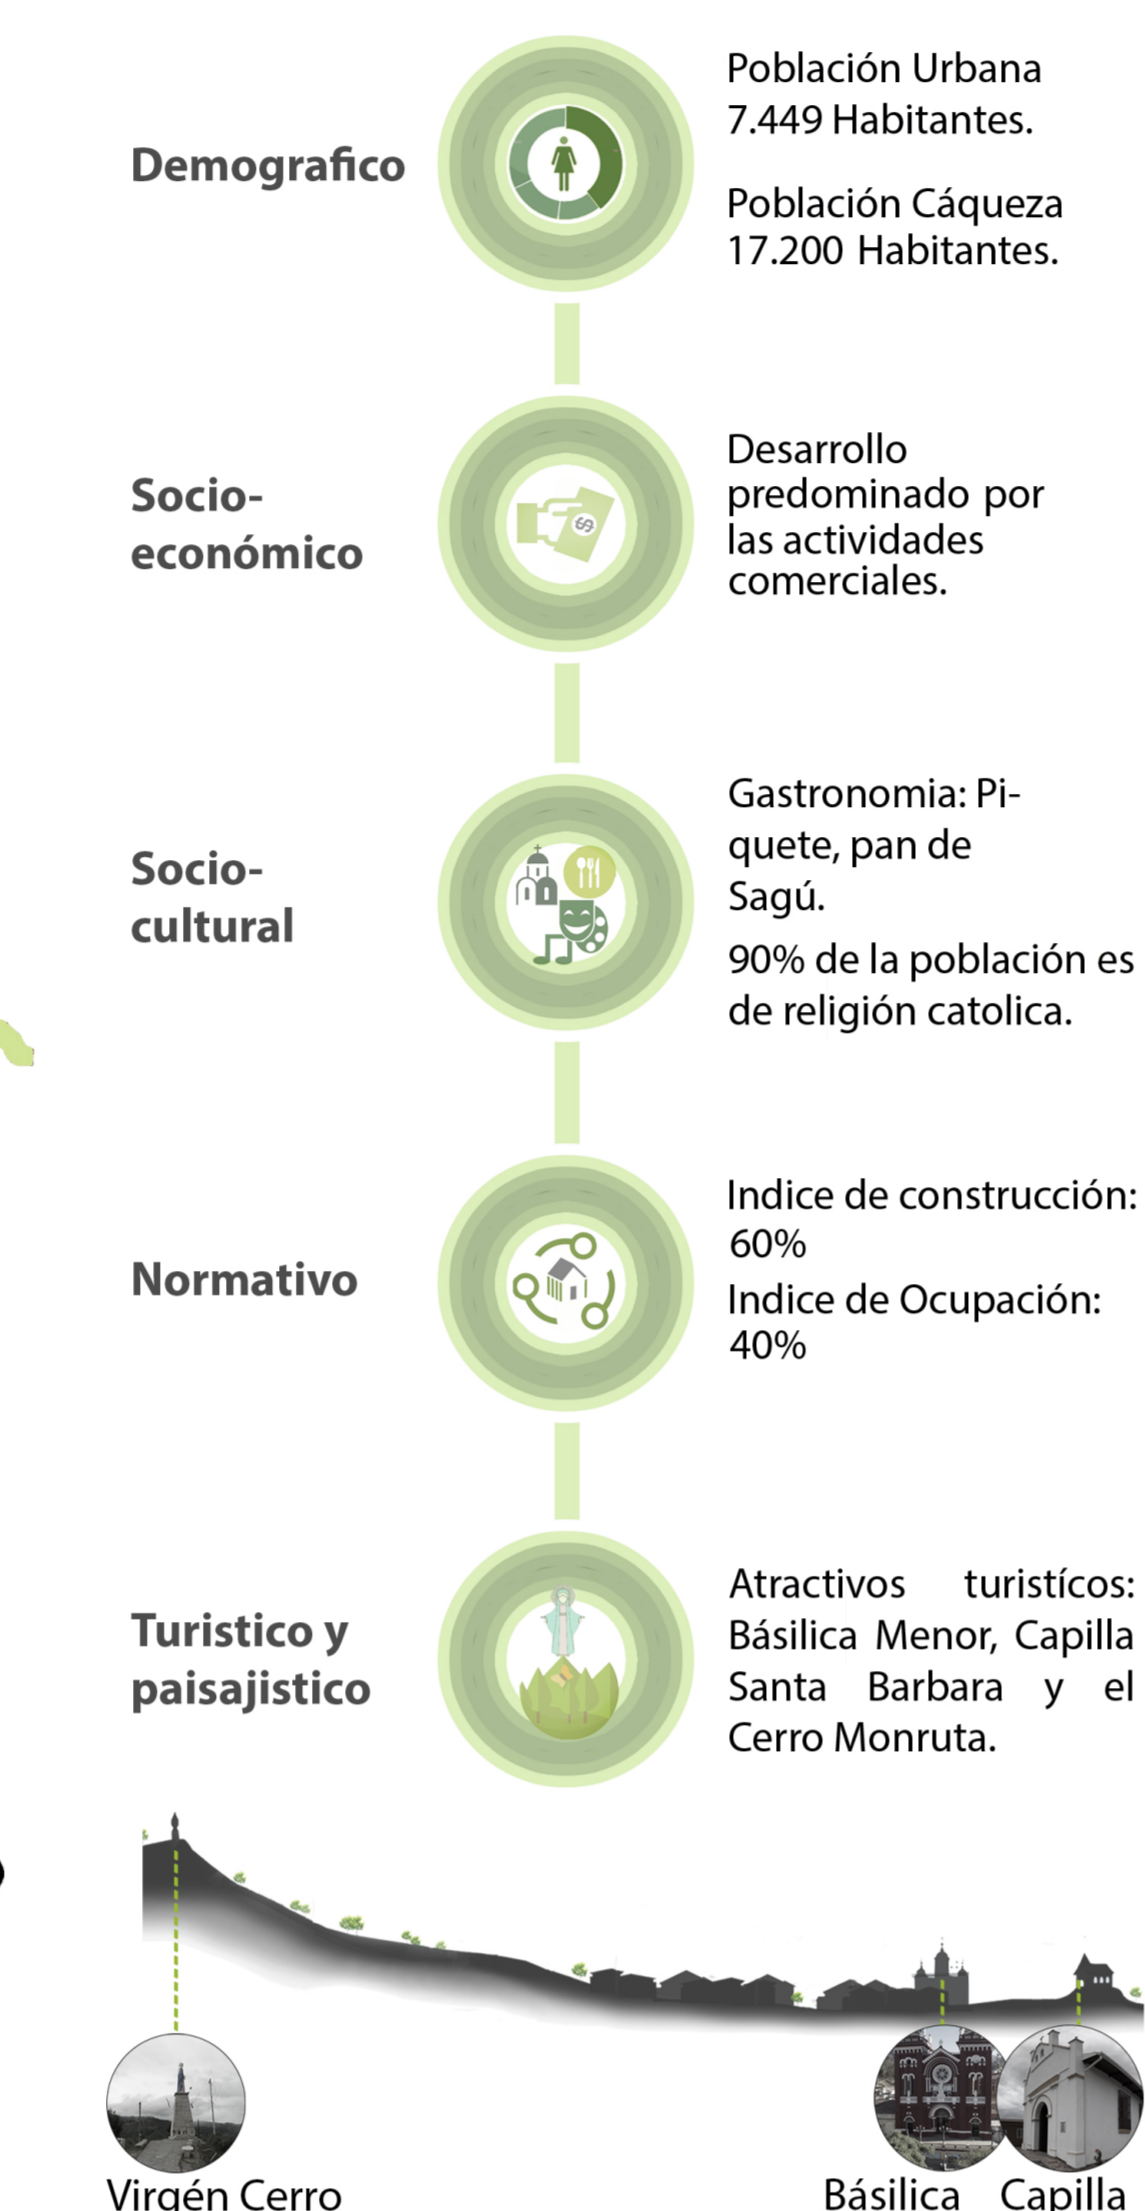 Demografico
Población Urbana
7.449 Habitantes.
Población Cáqueza
17.200 Habitantes.
Socio-
económico
Desarrollo
predominado por
las actividades
comerciales.
Socio-
cultural
Gastronomia: Pi-
quete, pan de
Sagú.
90% de la población es
de religión catolica.
Normativo
Indice de construcción:
60%
Indice de Ocupación:
40%
Turistico y
paisajistico
Atractivos turistícos:
Básilica Menor, Capilla
Santa Barbara y el
Cerro Monruta.
Virgén Cerro
Básilica
Capilla